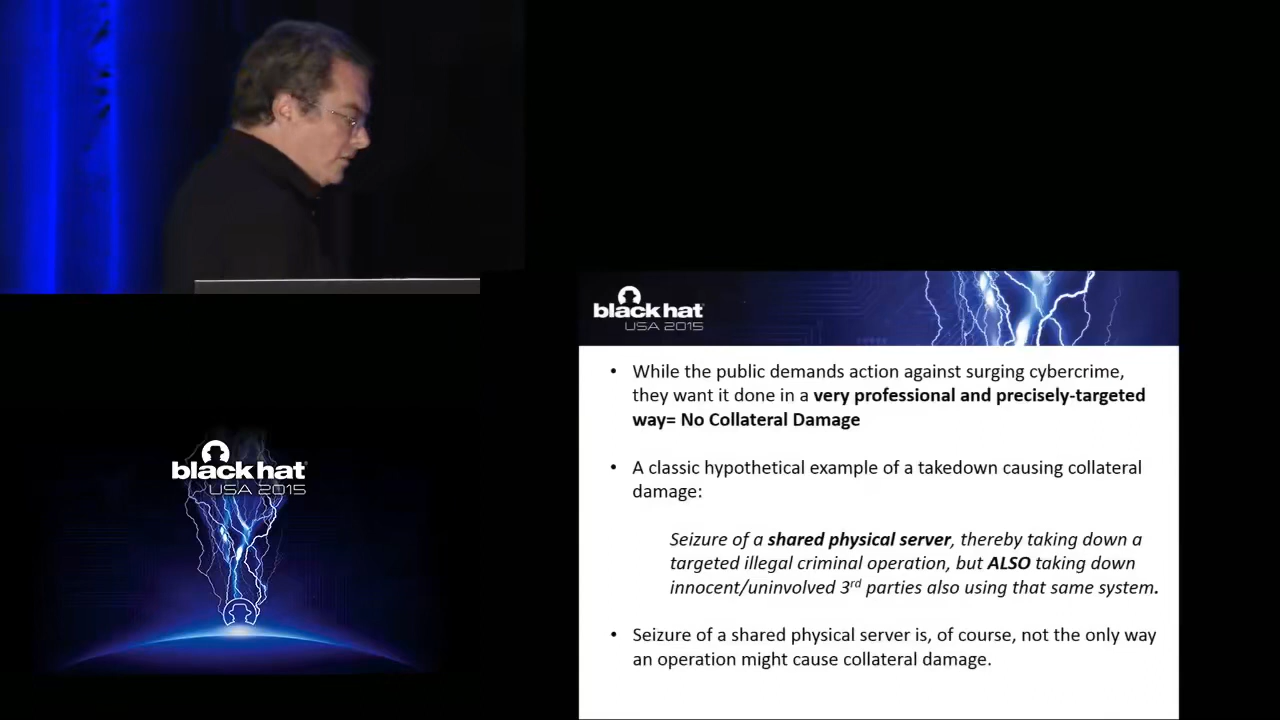 black hat
USA 2015
• While the public demands action against surging cybercrime,
they want it done in a very professional and precisely-targeted
way= No Collateral Damage
• A classic hypothetical example of a takedown causing collateral
damage:
Seizure of a shared physical server, thereby taking down a
targeted illegal criminal operation, but ALSO taking down
innocent/uninvolved 3rd parties also using that same system.
• Seizure of a shared physical server is, of course, not the only way
an operation might cause collateral damage.
black hat
USA 2015